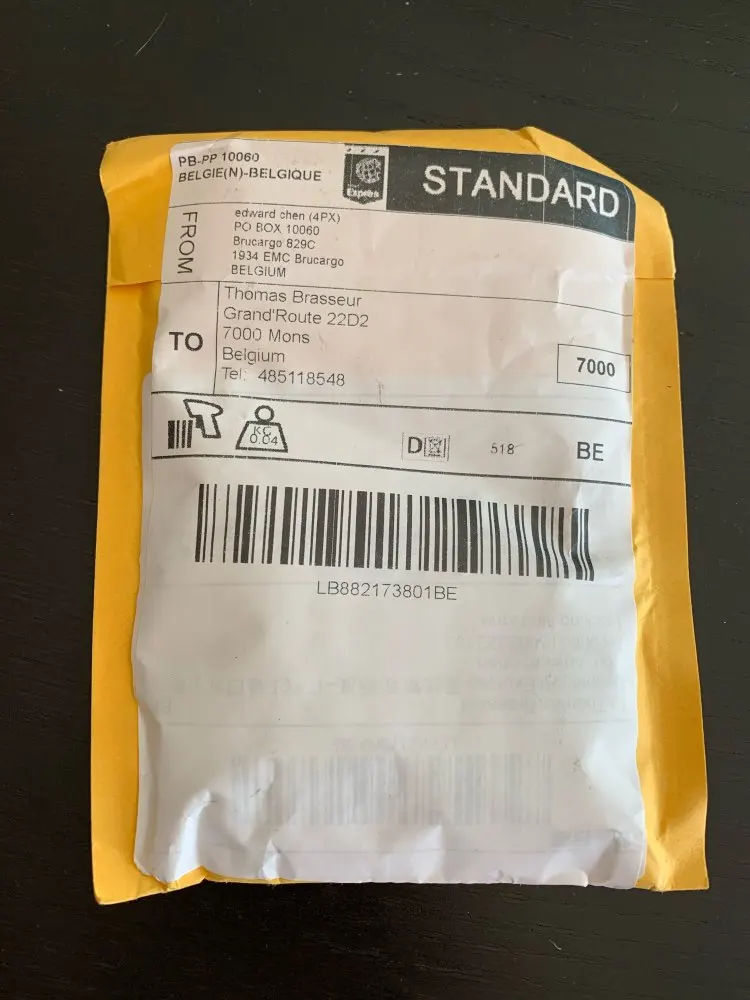 PB-PP 10060
BELGIE(N)-BELGIQUE
Express
STANDARD
FROM
edward chen (4PX)
PO BOX 10060
Brucargo 829C
1934 EMC Brucargo
BELGIUM
TO
Thomas Brasseur
Grand'Route 22D2
7000 Mons
Belgium
Tel: 485118548
7000
KG
0.04
D
518
BE
LB882173801BE